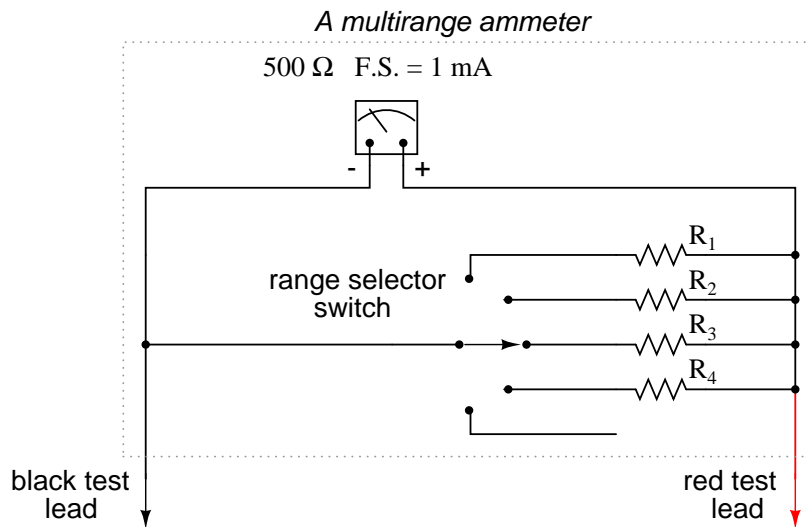 A multirange ammeter
500 Ω F.S. = 1 mA
- +
R1
range selector
switch
R2
R3
R4
black test
lead
red test
lead